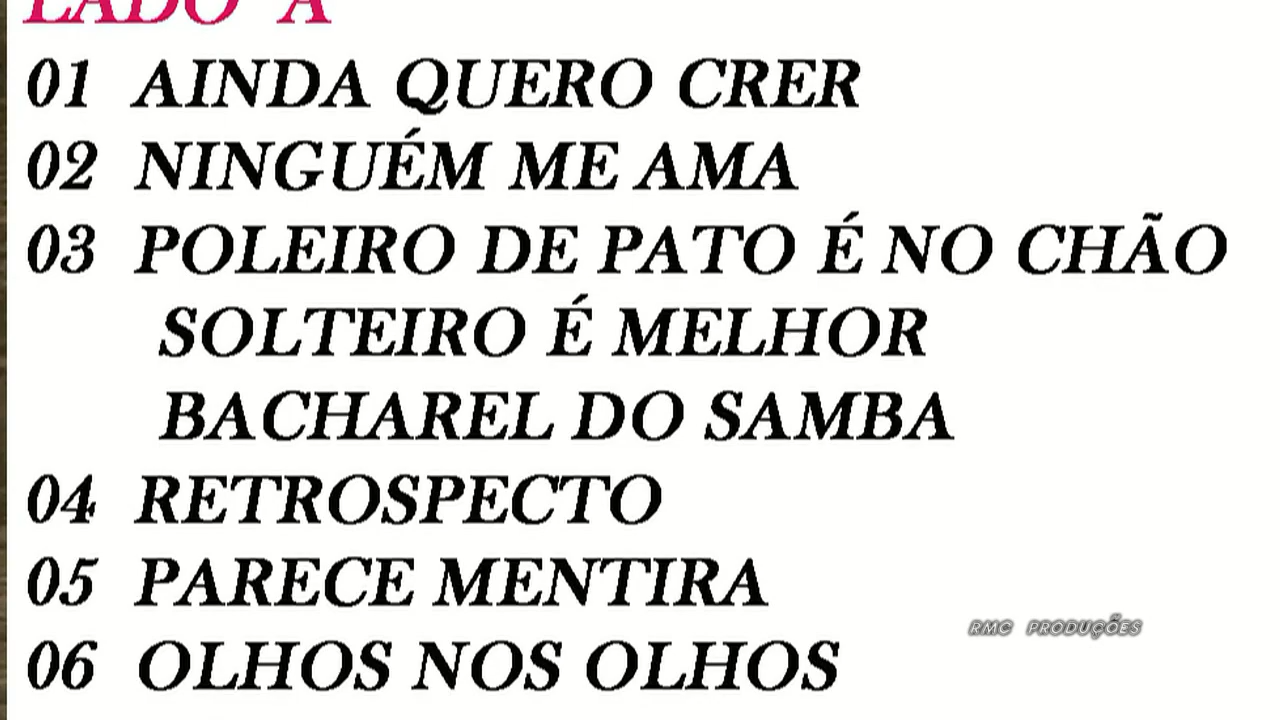 LADO A
01 AINDA QUERO CRER
02 NINGUÉM ME AMA
03 POLEIRO DE PATO É NO CHÃO
SOLTEIRO É MELHOR
BACHAREL DO SAMBA
04 RETROSPECTO
05 PARECE MENTIRA
RMC PRODUÇÕES
06 OLHOS NOS OLHOS